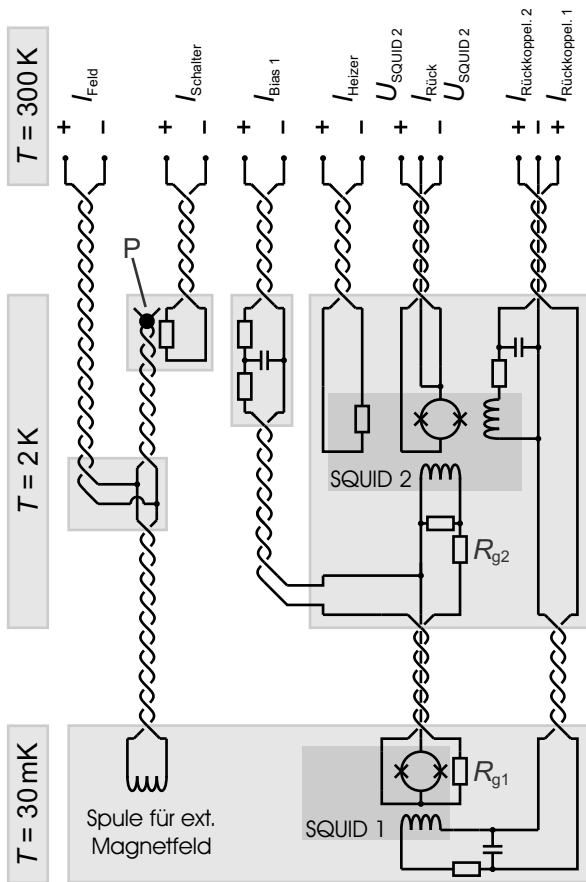 T = 300 K
+ I_Feld −
+ I_Schalter −
+ I_Bias 1 −
+ I_Heizer −
+ U_SQUID 2
I_Rück
− U_SQUID 2
+ I_Rückkoppel. 2
−
+ I_Rückkoppel. 1
P
T = 2 K
SQUID 2
R_g2
T = 30 mK
R_g1
Spule für ext.
Magnetfeld
SQUID 1